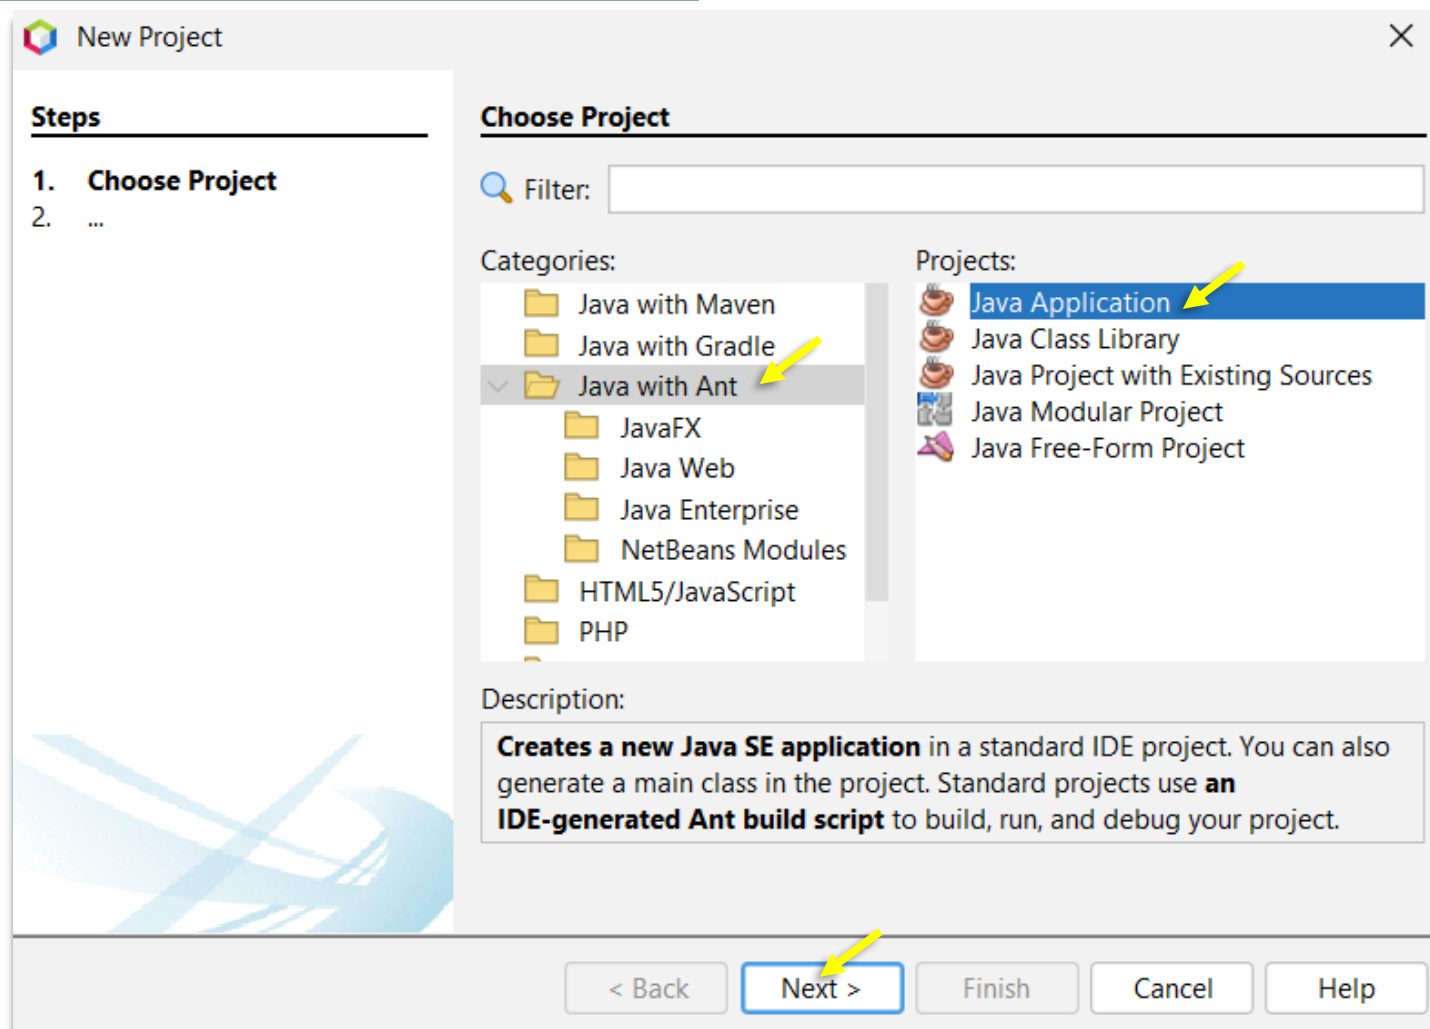 New Project
Steps
1. Choose Project
2. ...
Choose Project
Filter:
Categories:
Java with Maven
Java with Gradle
Java with Ant
JavaFX
Java Web
Java Enterprise
NetBeans Modules
HTML5/JavaScript
PHP
Projects:
Java Application
Java Class Library
Java Project with Existing Sources
Java Modular Project
Java Free-Form Project
Description:
Creates a new Java SE application in a standard IDE project. You can also
generate a main class in the project. Standard projects use an
IDE-generated Ant build script to build, run, and debug your project.
< Back
Next >
Finish
Cancel
Help